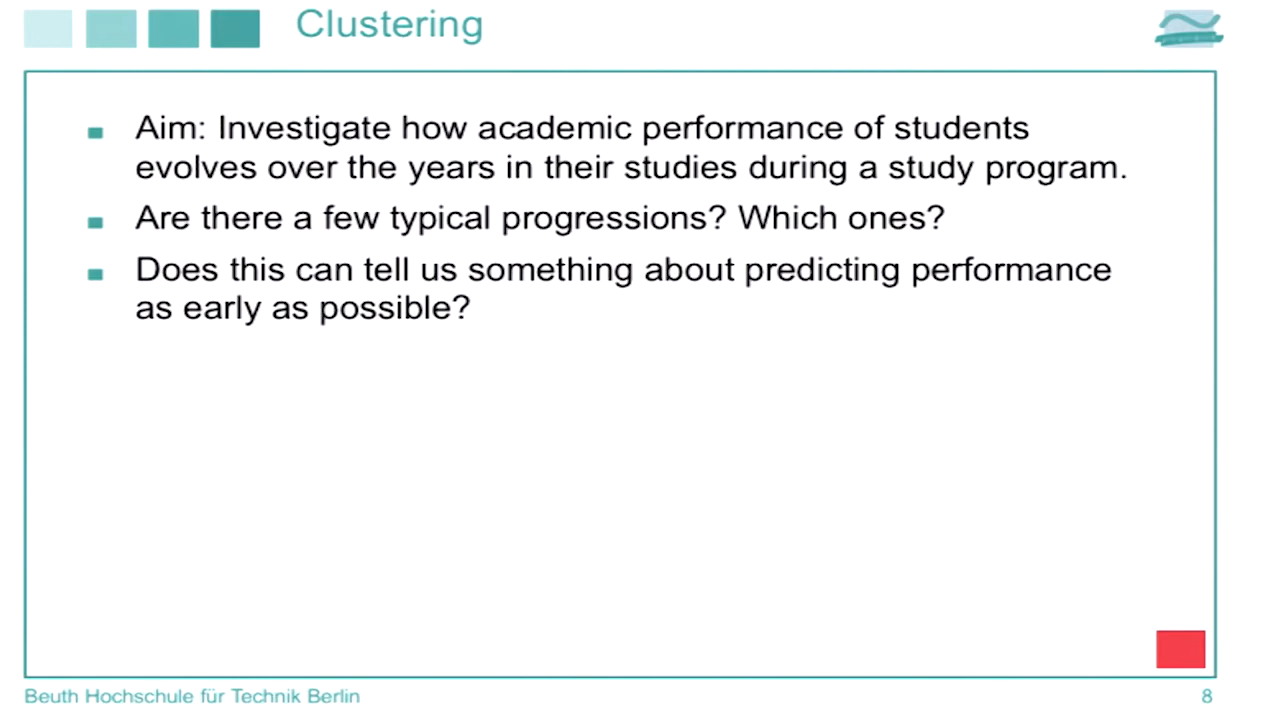 Clustering
Aim: Investigate how academic performance of students
evolves over the years in their studies during a study program.
Are there a few typical progressions? Which ones?
Does this can tell us something about predicting performance
as early as possible?
Beuth Hochschule für Technik Berlin
8